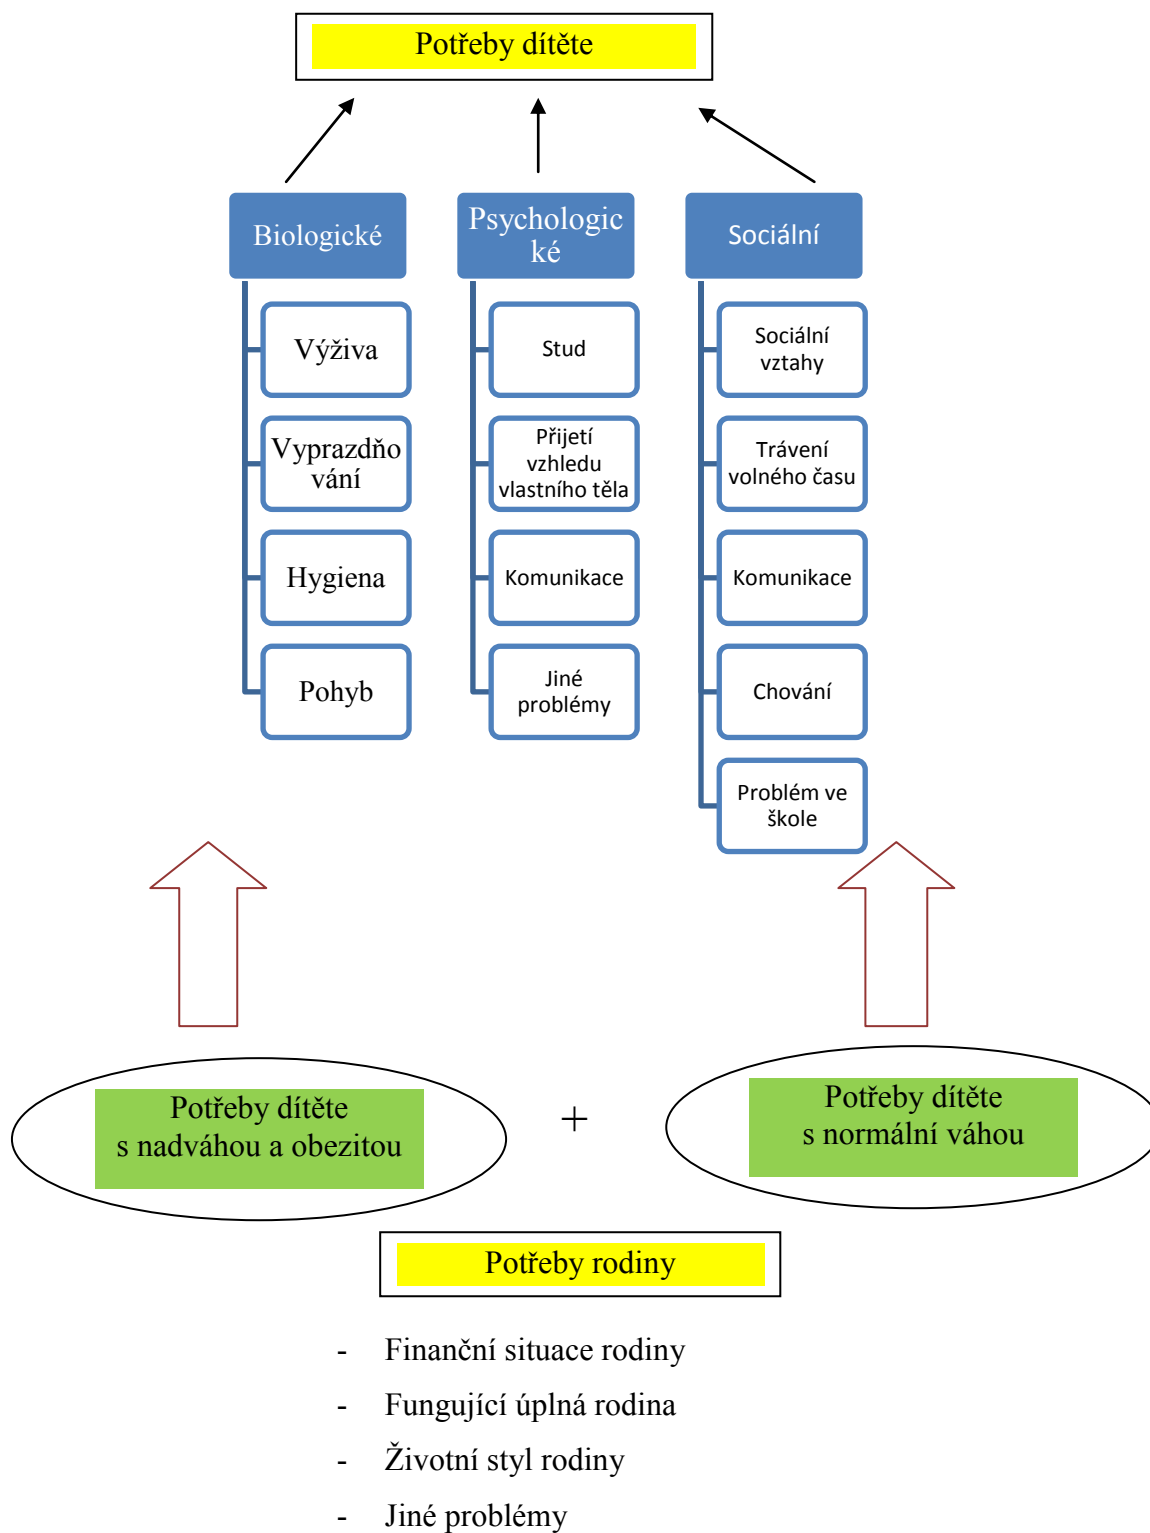 Potřeby dítěte
Biologické
Psychologic
ké
Sociální
Výživa
Stud
Sociální
vztahy
Vyprazdňo
vání
Přijetí
vzhledu
vlastního těla
Trávení
volného času
Hygiena
Komunikace
Komunikace
Pohyb
Jiné
problémy
Chování
Problém ve
škole
Potřeby dítěte
s nadváhou a obezitou
+
Potřeby dítěte
s normální váhou
Potřeby rodiny
- Finanční situace rodiny
- Fungující úplná rodina
- Životní styl rodiny
- Jiné problémy